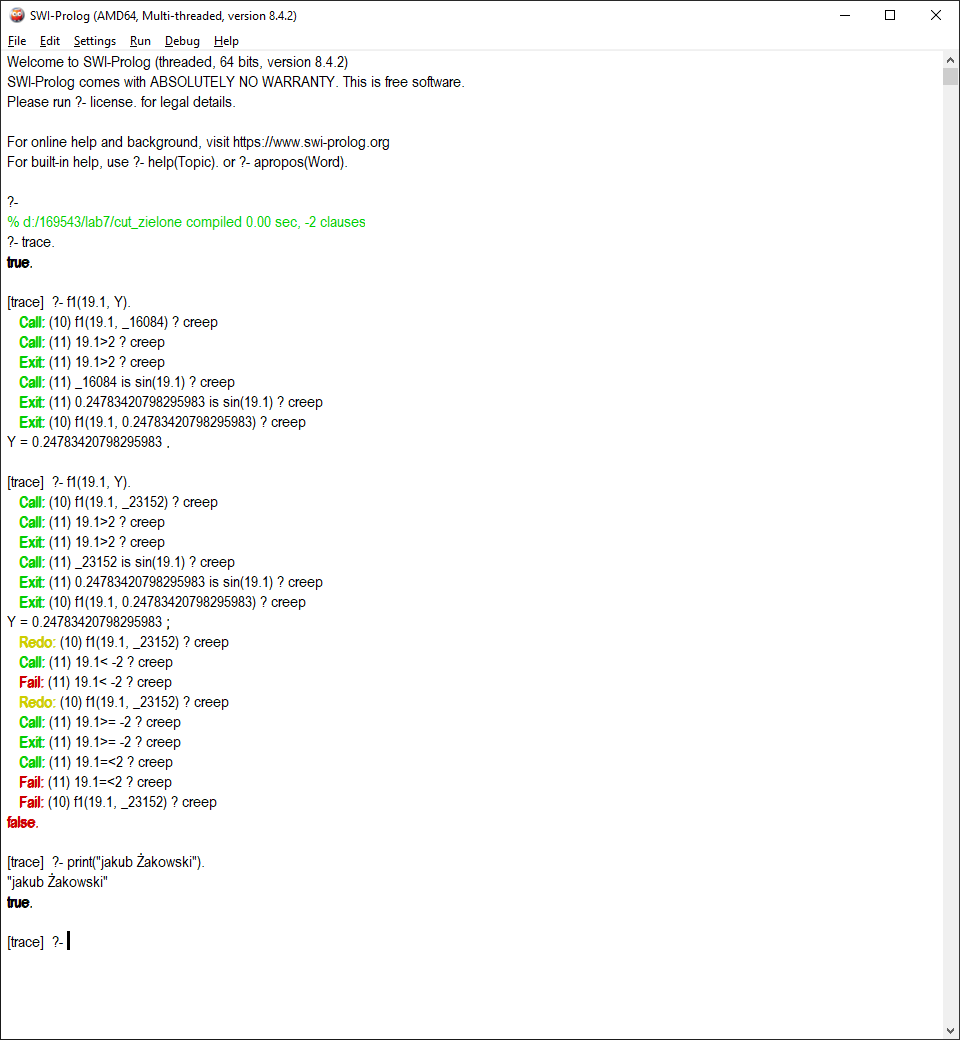 SWI-Prolog (AMD64, Multi-threaded, version 8.4.2)
File Edit Settings Run Debug Help
Welcome to SWI-Prolog (threaded, 64 bits, version 8.4.2)
SWI-Prolog comes with ABSOLUTELY NO WARRANTY. This is free software.
Please run ?- license. for legal details.
For online help and background, visit https://www.swi-prolog.org
For built-in help, use ?- help(Topic). or ?- apropos(Word).
?-
% d:/169543/lab7/cut_zielone compiled 0.00 sec, -2 clauses
?- trace.
true.
[trace]  ?- f1(19.1, Y).
Call: (10) f1(19.1, _16084) ? creep
Call: (11) 19.1>2 ? creep
Exit: (11) 19.1>2 ? creep
Call: (11) _16084 is sin(19.1) ? creep
Exit: (11) 0.24783420798295983 is sin(19.1) ? creep
Exit: (10) f1(19.1, 0.24783420798295983) ? creep
Y = 0.24783420798295983 .
[trace]  ?- f1(19.1, Y).
Call: (10) f1(19.1, _23152) ? creep
Call: (11) 19.1>2 ? creep
Exit: (11) 19.1>2 ? creep
Call: (11) _23152 is sin(19.1) ? creep
Exit: (11) 0.24783420798295983 is sin(19.1) ? creep
Exit: (10) f1(19.1, 0.24783420798295983) ? creep
Y = 0.24783420798295983 ;
Redo: (10) f1(19.1, _23152) ? creep
Call: (11) 19.1< -2 ? creep
Fail: (11) 19.1< -2 ? creep
Redo: (10) f1(19.1, _23152) ? creep
Call: (11) 19.1>= -2 ? creep
Exit: (11) 19.1>= -2 ? creep
Call: (11) 19.1=<2 ? creep
Fail: (11) 19.1=<2 ? creep
Fail: (10) f1(19.1, _23152) ? creep
false.
[trace]  ?- print("jakub Żakowski").
"jakub Żakowski"
true.
[trace]  ?-